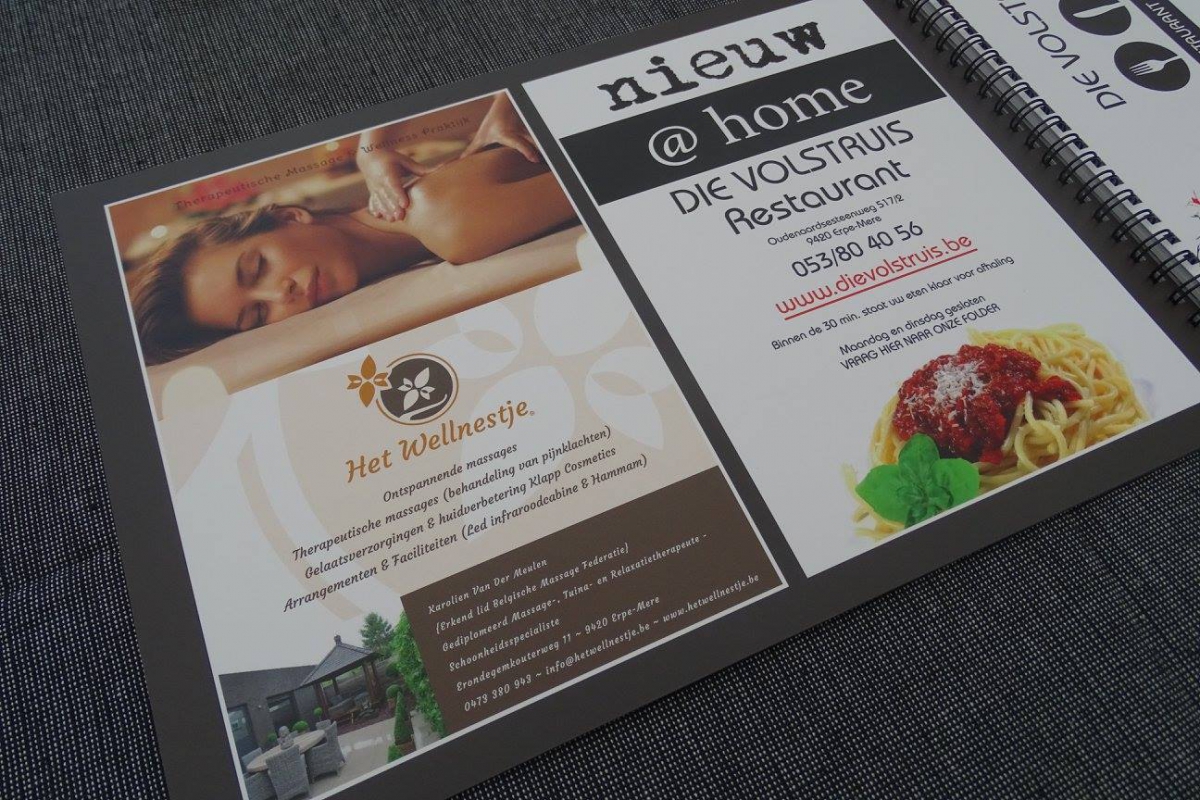 Therapeutische Massage & Wellness Praktijk
Het Wellnestje®
Ontspannende massages
Therapeutische massages (behandeling van pijnklachten)
Gelaatsverzorgingen & huidverbetering Klapp Cosmetics
Arrangementen & Faciliteiten (Led infraroodcabine & Hammam)
Karolien Van Der Meulen
(Erkend lid Belgische Massage Federatie)
Gediplomeerd Massage-, Tuina- en Relaxatietherapeute -
Schoonheidsspecialiste
Erondegemkouterweg 11 ~ 9420 Erpe-Mere
0473 380 943 ~ info@hetwellnestje.be ~ www.hetwellnestje.be
nieuw
@ home
DIE VOLSTRUIS
Restaurant
Oudenaardsesteenweg 517/2
9420 Erpe-Mere
053/80 40 56
www.dievolstruis.be
Binnen de 30 min. staat uw eten klaar voor afhaling
Maandag en dinsdag gesloten
VRAAG HIER NAAR ONZE FOLDER
DIE VOLST
TAURANT